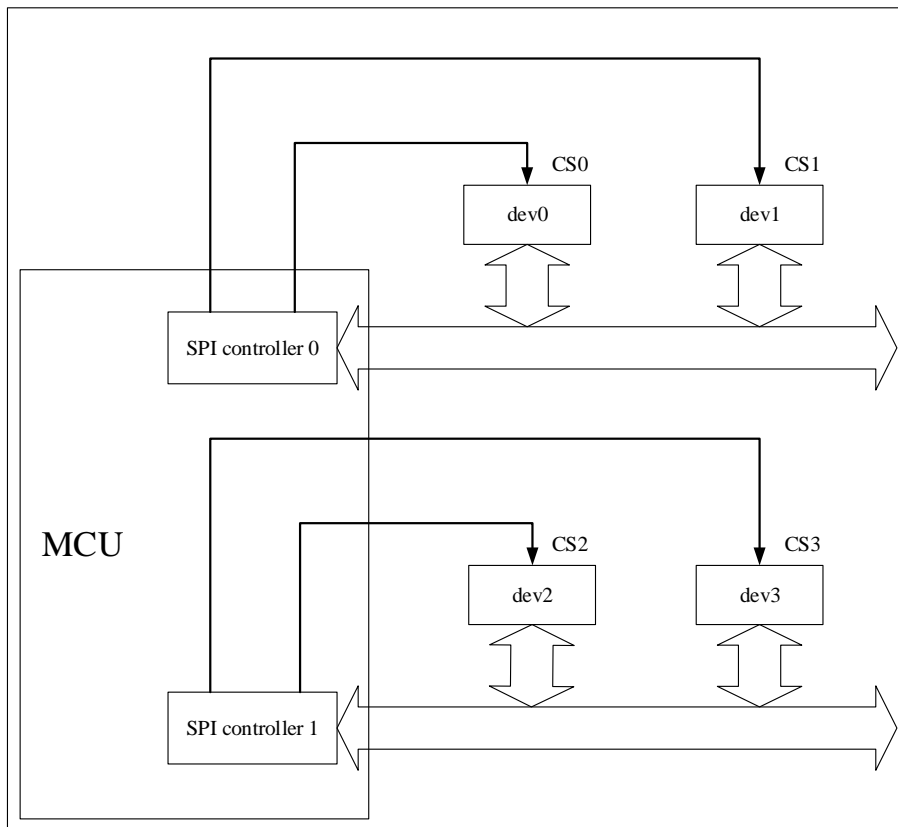 CS0
CS1
dev0
dev1
SPI controller 0
MCU
CS2
CS3
dev2
dev3
SPI controller 1